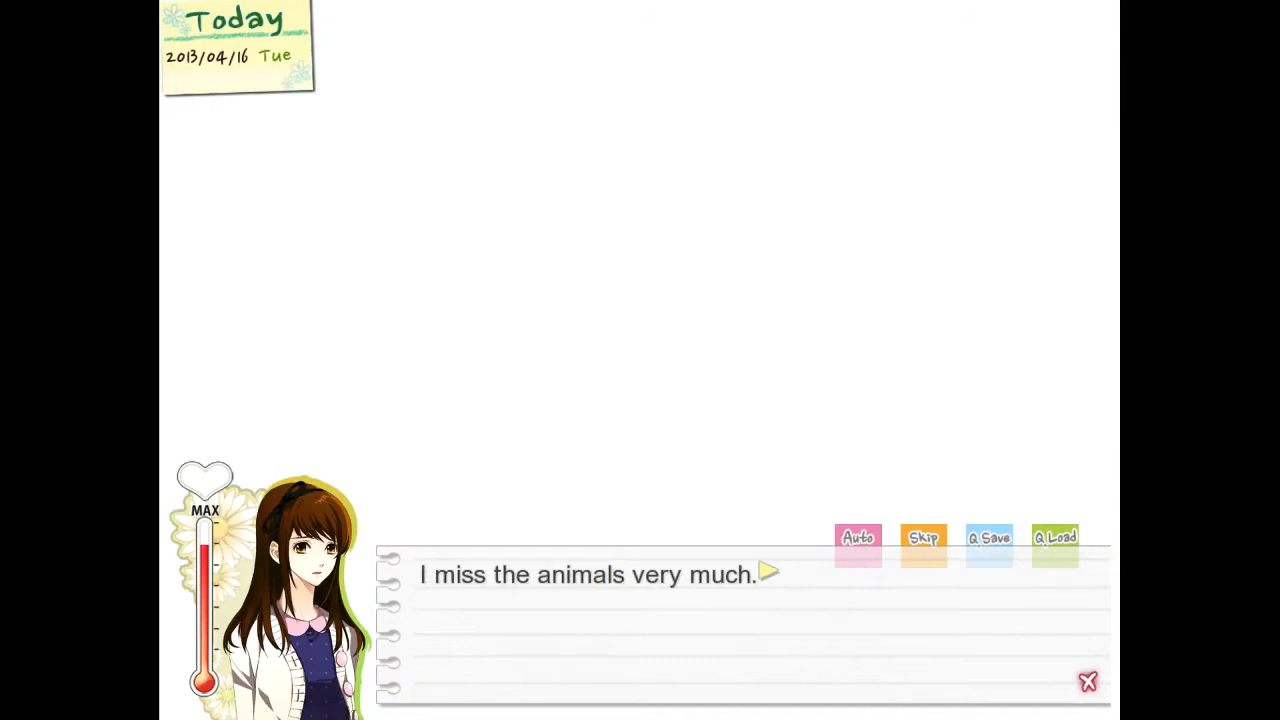 Today
2013/04/16 Tue
MAX
Auto Skip Q.Save Q.Load
I miss the animals very much.